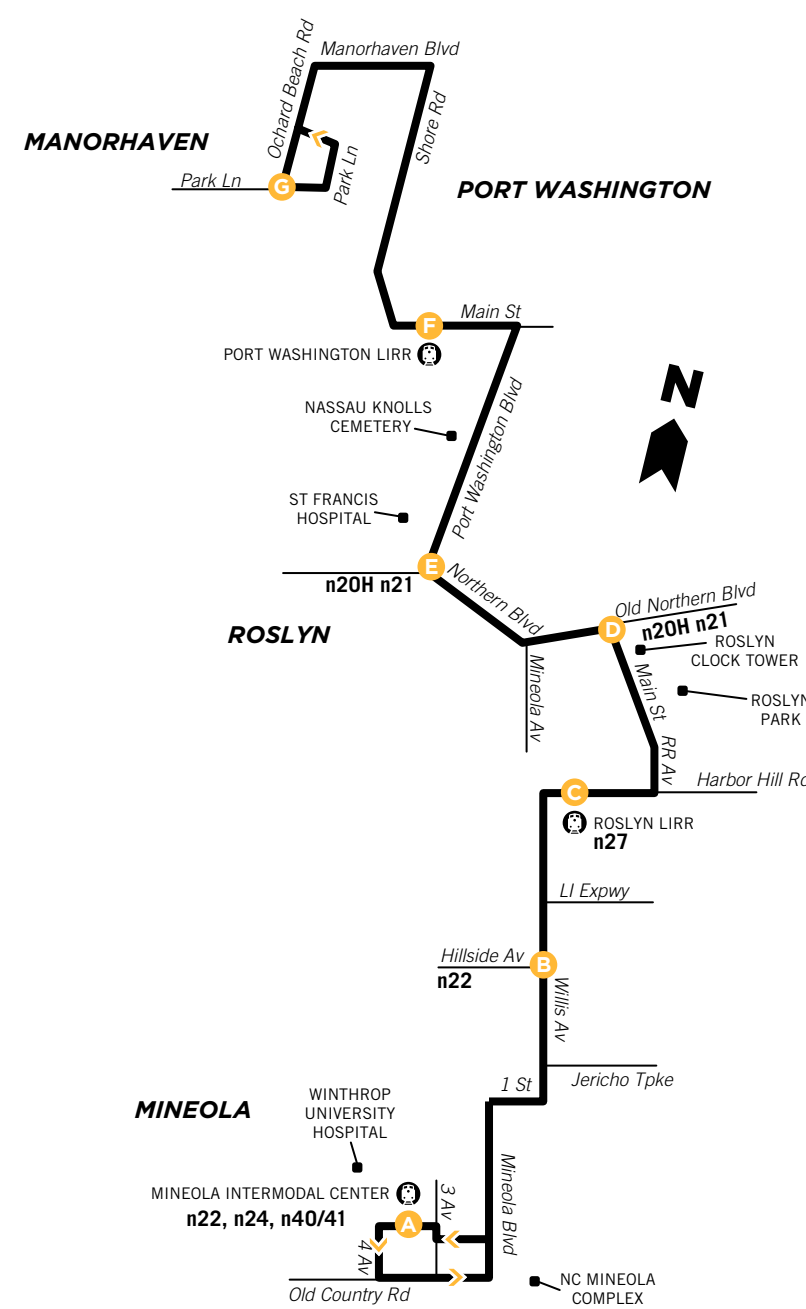 Manorhaven Blvd
Ochard Beach Rd
Shore Rd
MANORHAVEN
Park Ln
G
Park Ln
PORT WASHINGTON
F
Main St
PORT WASHINGTON LIRR
N
NASSAU KNOLLS
CEMETERY
Port Washington Blvd
ST FRANCIS
HOSPITAL
E
n20H n21
Northern Blvd
ROSLYN
Old Northern Blvd
D
n20H n21
ROSLYN
CLOCK TOWER
Mineola Av
Main St
ROSLYN
PARK
RR Av
C
Harbor Hill Rd
ROSLYN LIRR
n27
LI Expwy
Hillside Av
B
n22
Willis Av
Jericho Tpke
1 St
MINEOLA
WINTHROP
UNIVERSITY
HOSPITAL
Mineola Blvd
MINEOLA INTERMODAL CENTER
3 Av
n22, n24, n40/41
A
4 Av
Old Country Rd
NC MINEOLA
COMPLEX